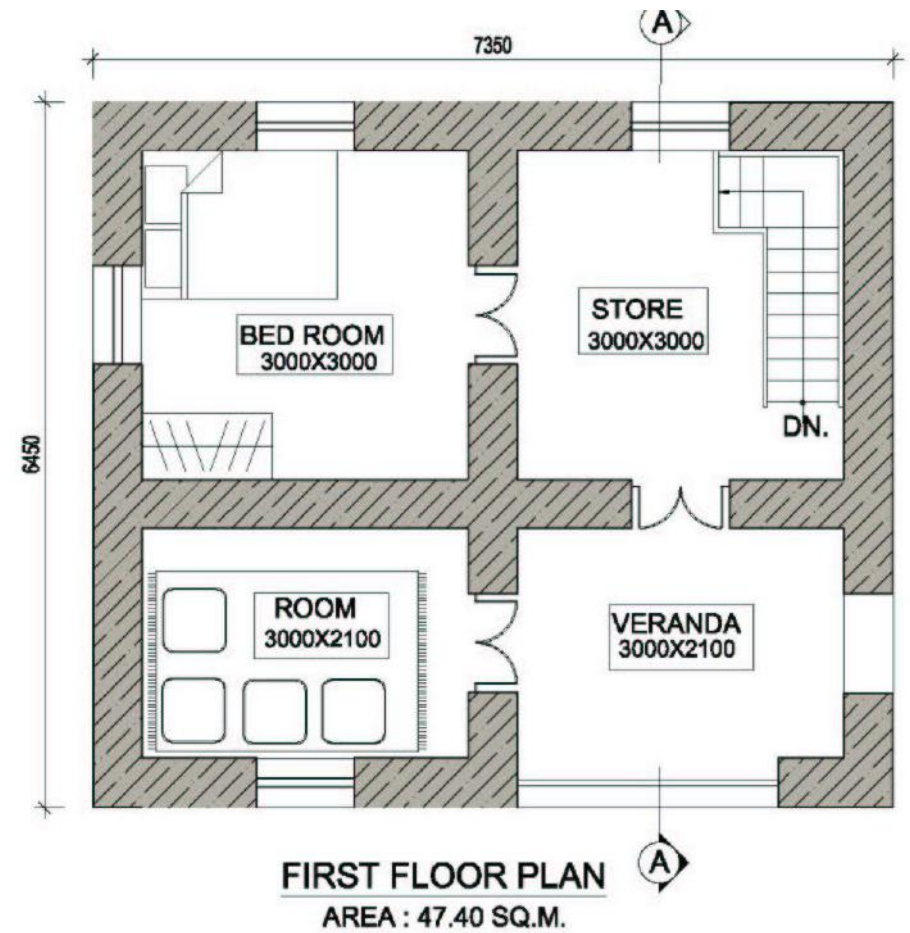 A
7350
6450
BED ROOM
3000X3000
STORE
3000X3000
DN.
ROOM
3000X2100
VERANDA
3000X2100
A
FIRST FLOOR PLAN
AREA : 47.40 SQ.M.